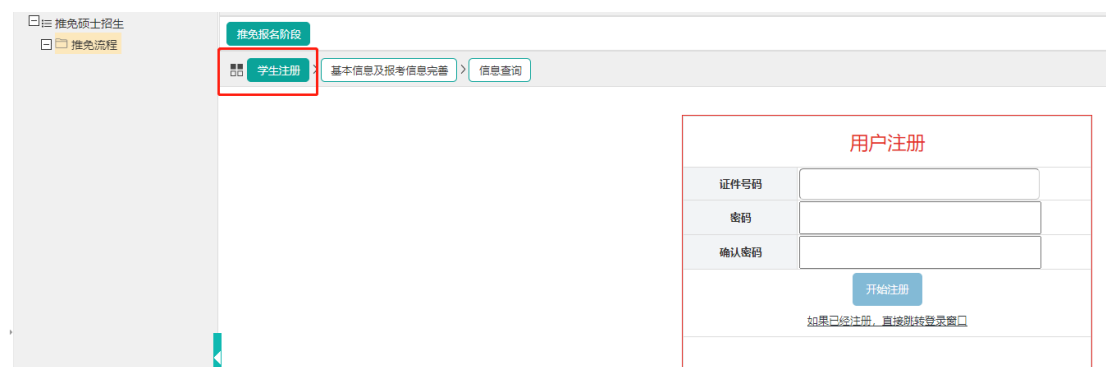 推免硕士招生
推免流程
推免报名阶段
学生注册 > 基本信息及报考信息完善 > 信息查询
用户注册
证件号码
密码
确认密码
开始注册
如果已经注册，直接跳转登录窗口